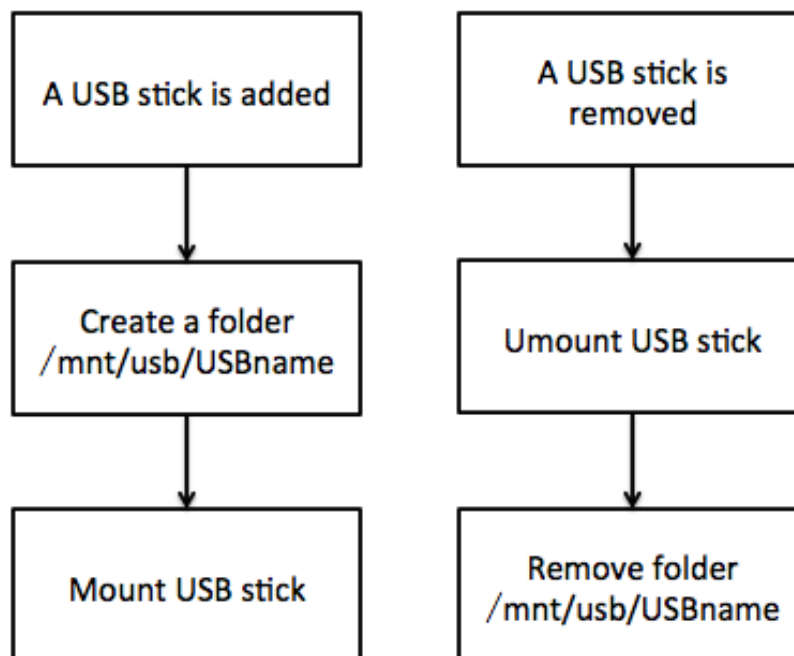 A USB stick is added
Create a folder
/mnt/usb/USBname
Mount USB stick
A USB stick is
removed
Umount USB stick
Remove folder
/mnt/usb/USBname